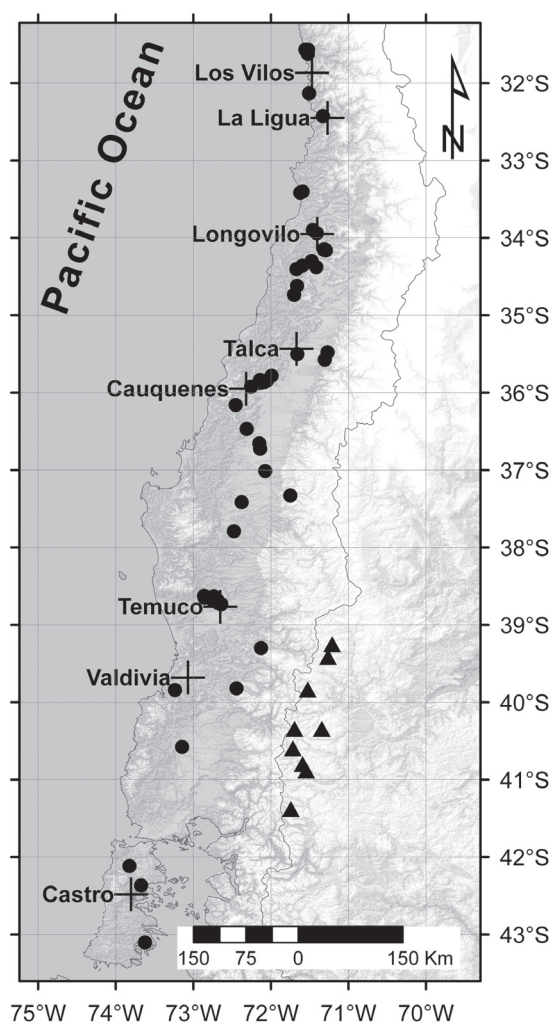 Pacific Ocean
N
Los Vilos
La Ligua
Longovilo
Talca
Cauquenes
Temuco
Valdivia
Castro
32°S
33°S
34°S
35°S
36°S
37°S
38°S
39°S
40°S
41°S
42°S
43°S
150 75 0 150 Km
75°W 74°W 73°W 72°W 71°W 70°W